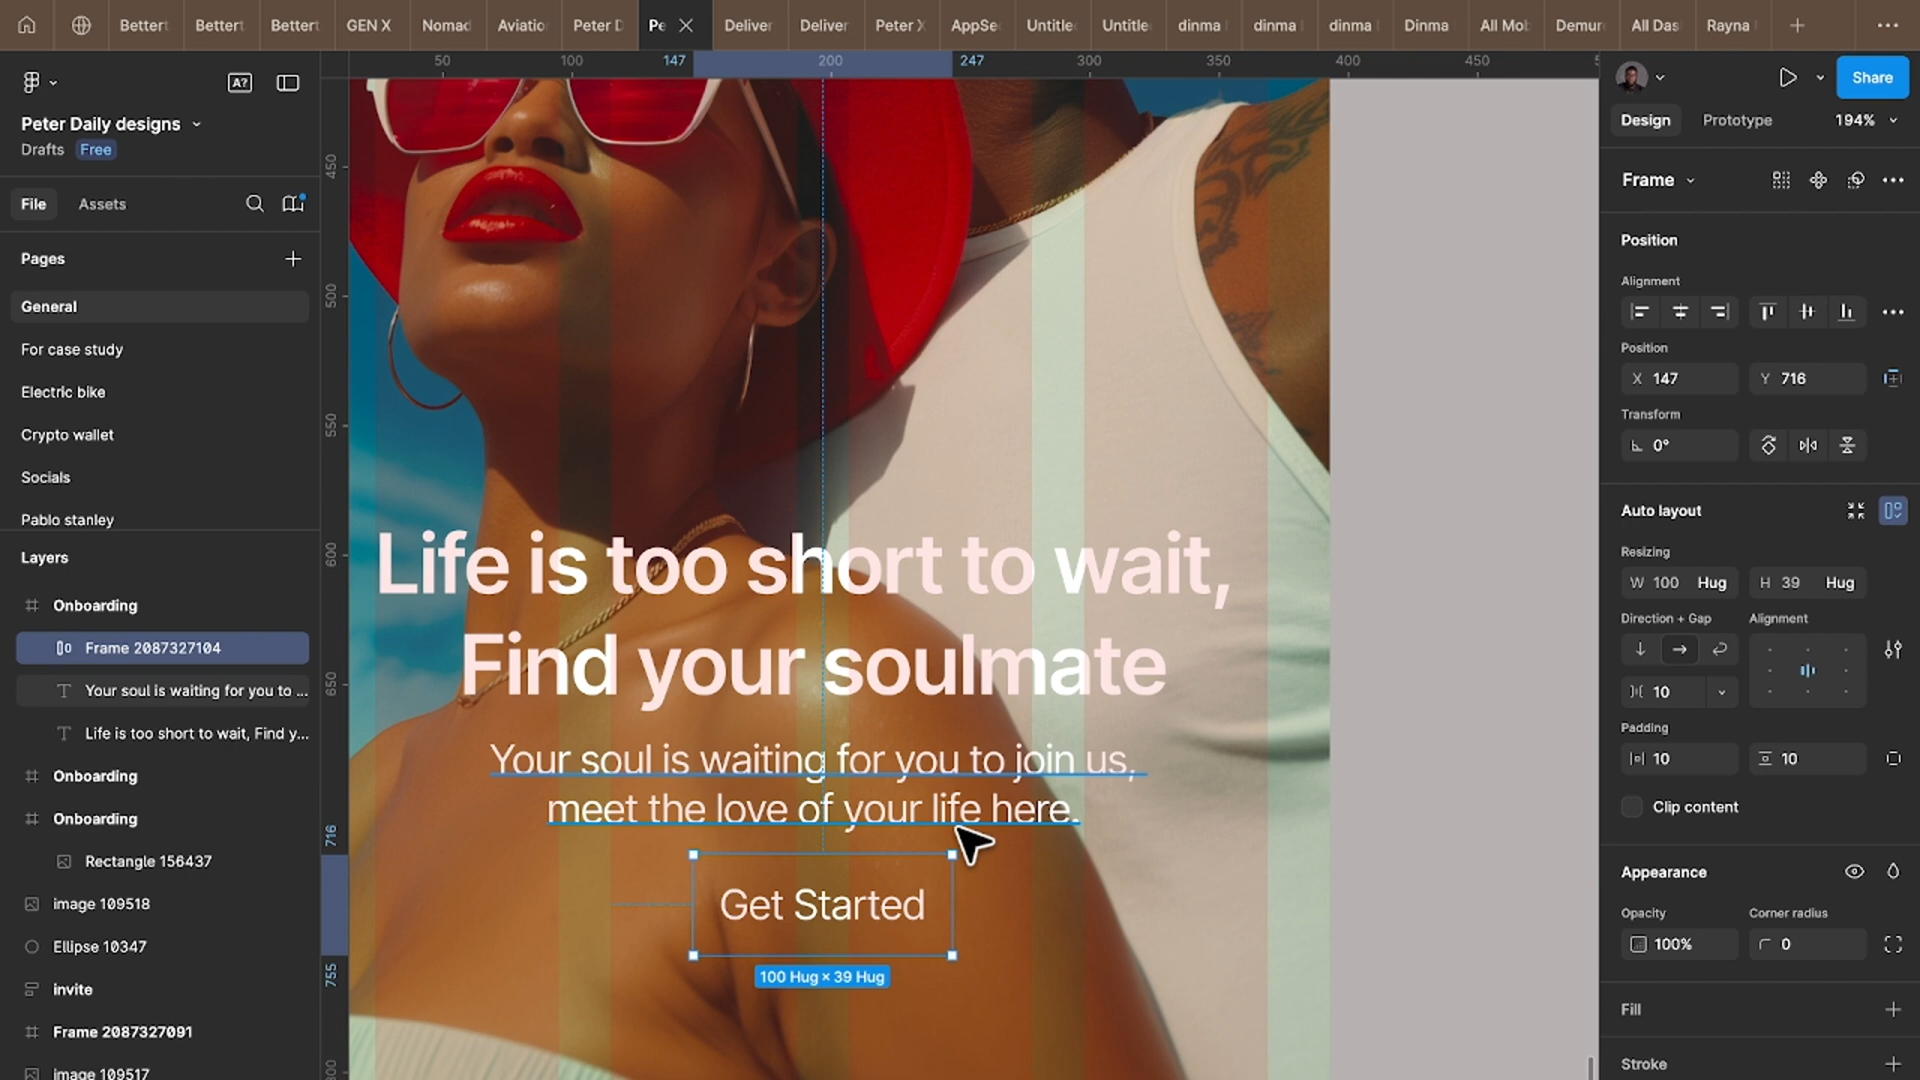 Bettert
Bettert
Bettert
GEN X
Nomad
Aviatio
Peter D
Pe
Deliver
Deliver
Peter X
AppSe
Untitle
Untitle
dinma
dinma
dinma
Dinma
All Mob
Demur
All Das
Rayna
50
100
147
200
247
300
350
400
450
A?
Share
Peter Daily designs
Drafts
Free
Design
Prototype
194%
File
Assets
Frame
Pages
General
For case study
Electric bike
Crypto wallet
Socials
Pablo stanley
Layers
Onboarding
Frame 2087327104
Your soul is waiting for you to ...
Life is too short to wait, Find y...
Onboarding
Onboarding
Rectangle 156437
image 109518
Ellipse 10347
invite
Frame 2087327091
image 109517
450
500
550
600
650
716
755
Life is too short to wait,
Find your soulmate
Your soul is waiting for you to join us,
meet the love of your life here.
Get Started
100 Hug × 39 Hug
Position
Alignment
Position
X 147
Y 716
Transform
0°
Auto layout
Resizing
W 100 Hug
H 39 Hug
Direction + Gap
Alignment
10
Padding
10
10
Clip content
Appearance
Opacity
Corner radius
100%
0
Fill
Stroke